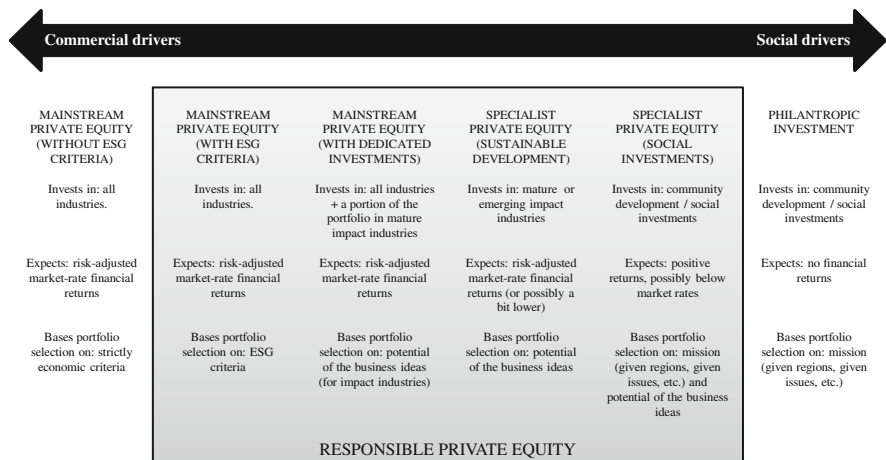 Commercial drivers
Social drivers
MAINSTREAM
PRIVATE EQUITY
(WITHOUT ESG
CRITERIA)
Invests in: all
industries.
Expects: risk-adjusted
market-rate financial
returns
Bases portfolio
selection on: strictly
economic criteria
MAINSTREAM
PRIVATE EQUITY
(WITH ESG
CRITERIA)
Invests in: all
industries.
Expects: risk-adjusted
market-rate financial
returns
Bases portfolio
selection on: ESG
criteria
MAINSTREAM
PRIVATE EQUITY
(WITH DEDICATED
INVESTMENTS)
Invests in: all industries
+ a portion of the
portfolio in mature
impact industries
Expects: risk-adjusted
market-rate financial
returns
Bases portfolio
selection on: potential
of the business ideas
(for impact industries)
SPECIALIST
PRIVATE EQUITY
(SUSTAINABLE
DEVELOPMENT)
Invests in: mature or
emerging impact
industries
Expects: risk-adjusted
market-rate financial
returns (or possibly a
bit lower)
Bases portfolio
selection on: potential
of the business ideas
SPECIALIST
PRIVATE EQUITY
(SOCIAL
INVESTMENTS)
Invests in: community
development / social
investments
Expects: positive
returns, possibly below
market rates
Bases portfolio
selection on: mission
(given regions, given
issues, etc.) and
potential of the business
ideas
PHILANTROPIC
INVESTMENT
Invests in: community
development / social
investments
Expects: no financial
returns
Bases portfolio
selection on: mission
(given regions, given
issues, etc.)
RESPONSIBLE PRIVATE EQUITY